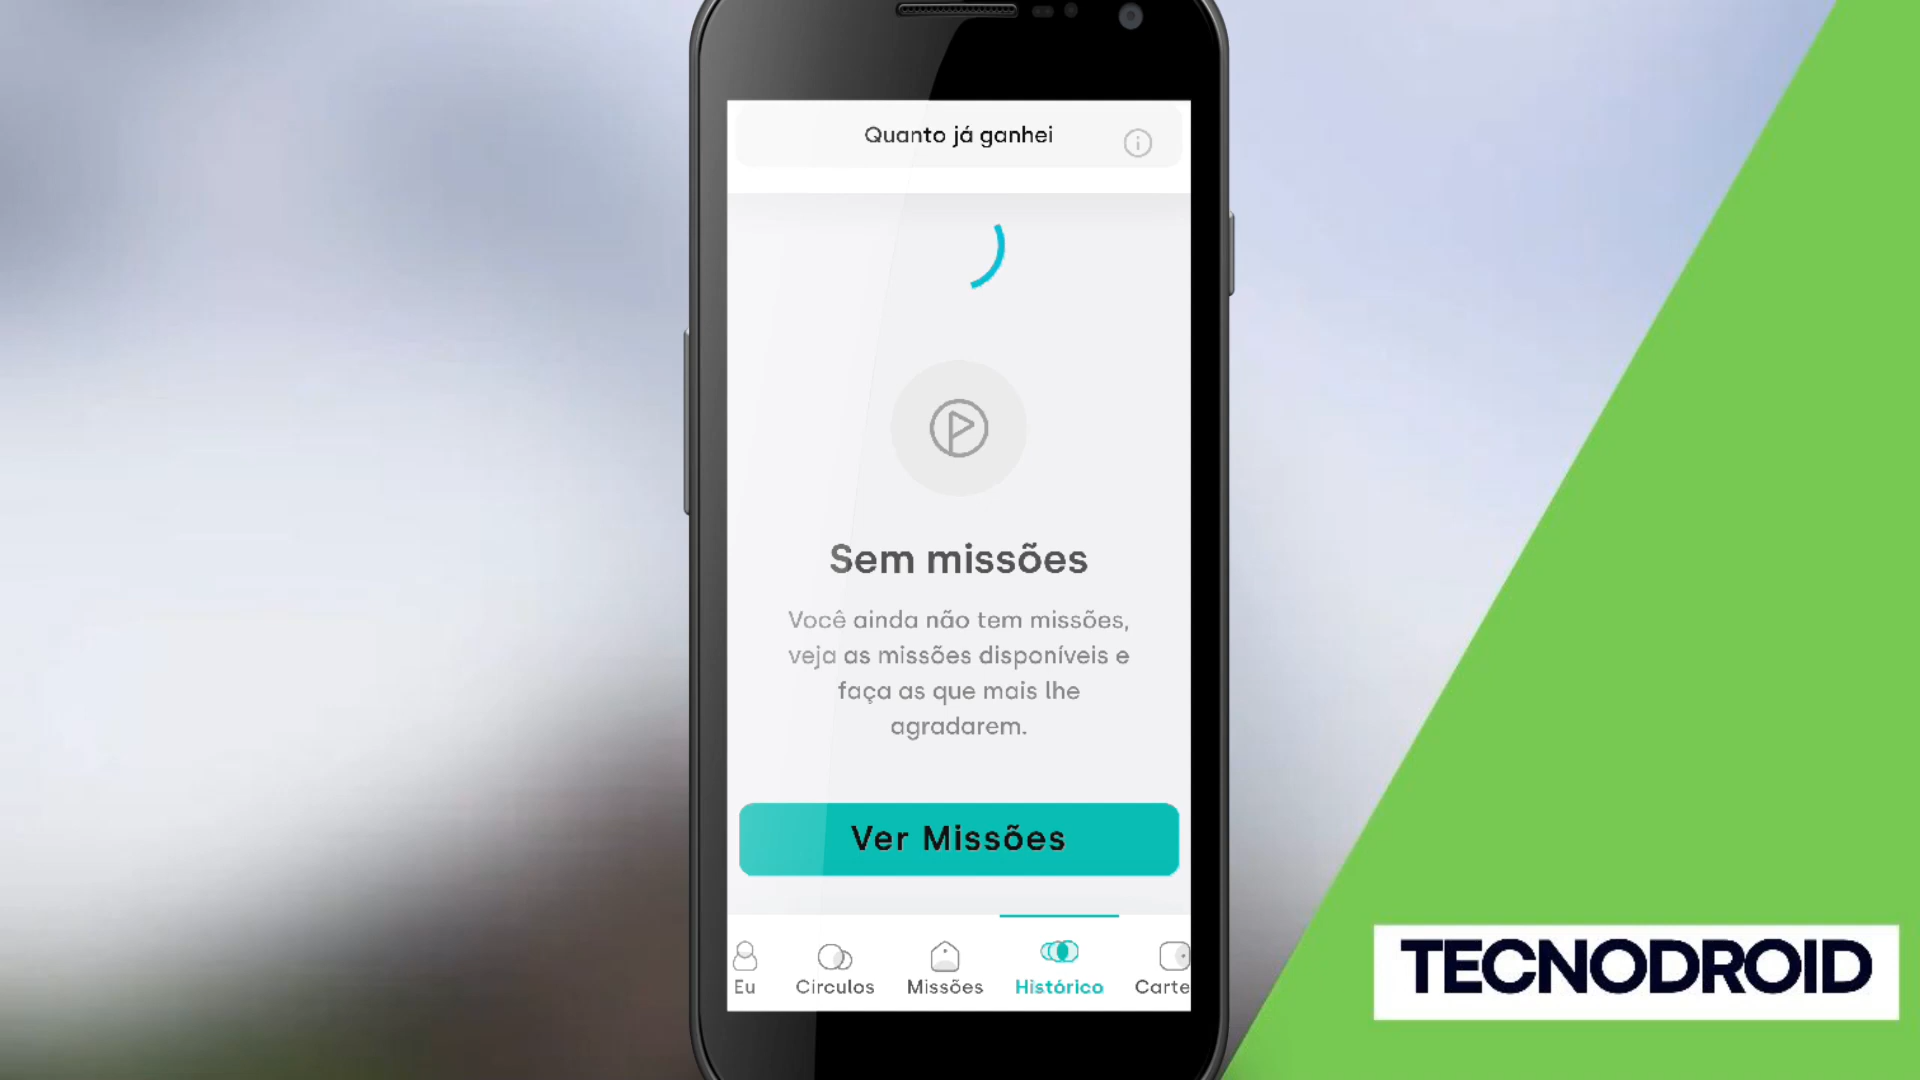 Quanto já ganhei
Sem missões
Você ainda não tem missões,
veja as missões disponíveis e
faça as que mais lhe
agradarem.
Ver Missões
Eu
Circulos
Missões
Histórico
Carte
TECNODROID